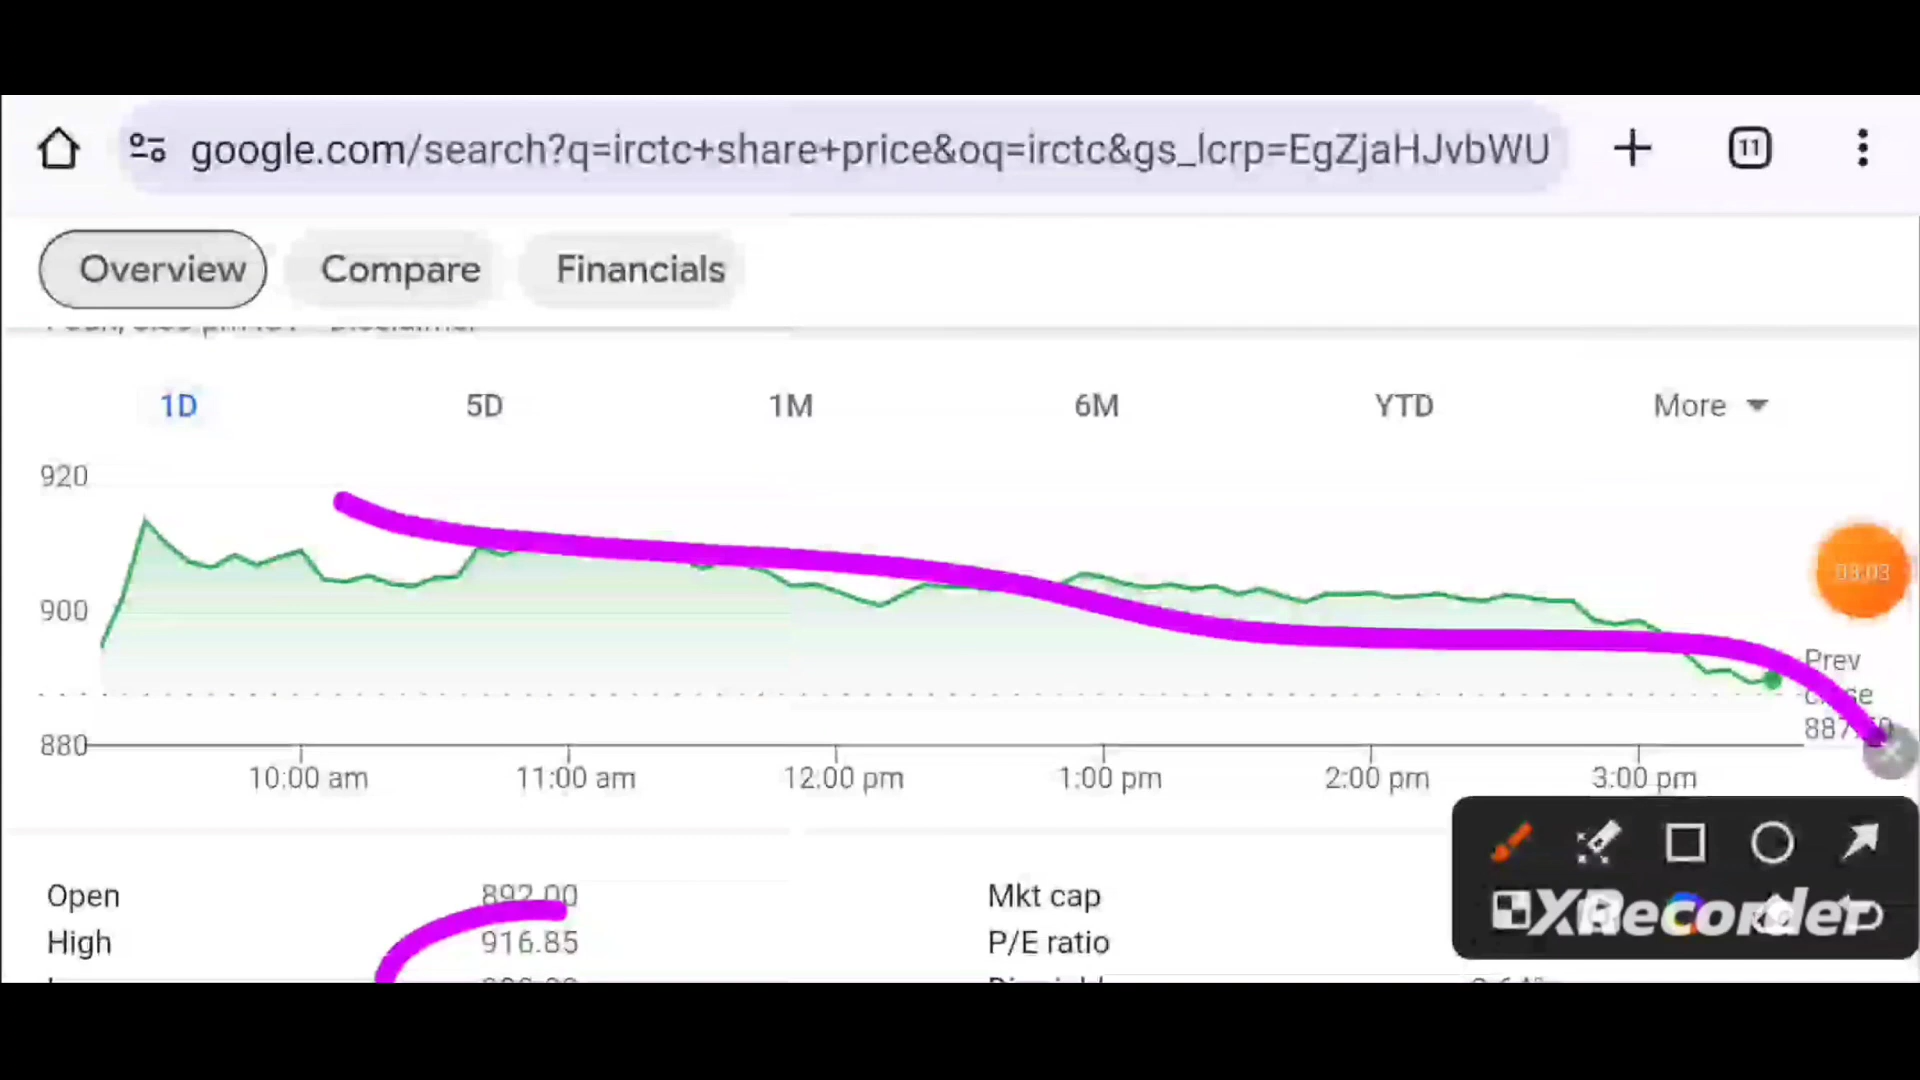 google.com/search?q=irctc+share+price&oq=irctc&gs_lcrp=EgZjaHJvbWU
11
Overview
Compare
Financials
1D
5D
1M
6M
YTD
More
920
900
880
Prev
10:00 am
11:00 am
12:00 pm
1:00 pm
2:00 pm
3:00 pm
03:03
Open
892.00
Mkt cap
High
916.85
P/E ratio
XRecorder